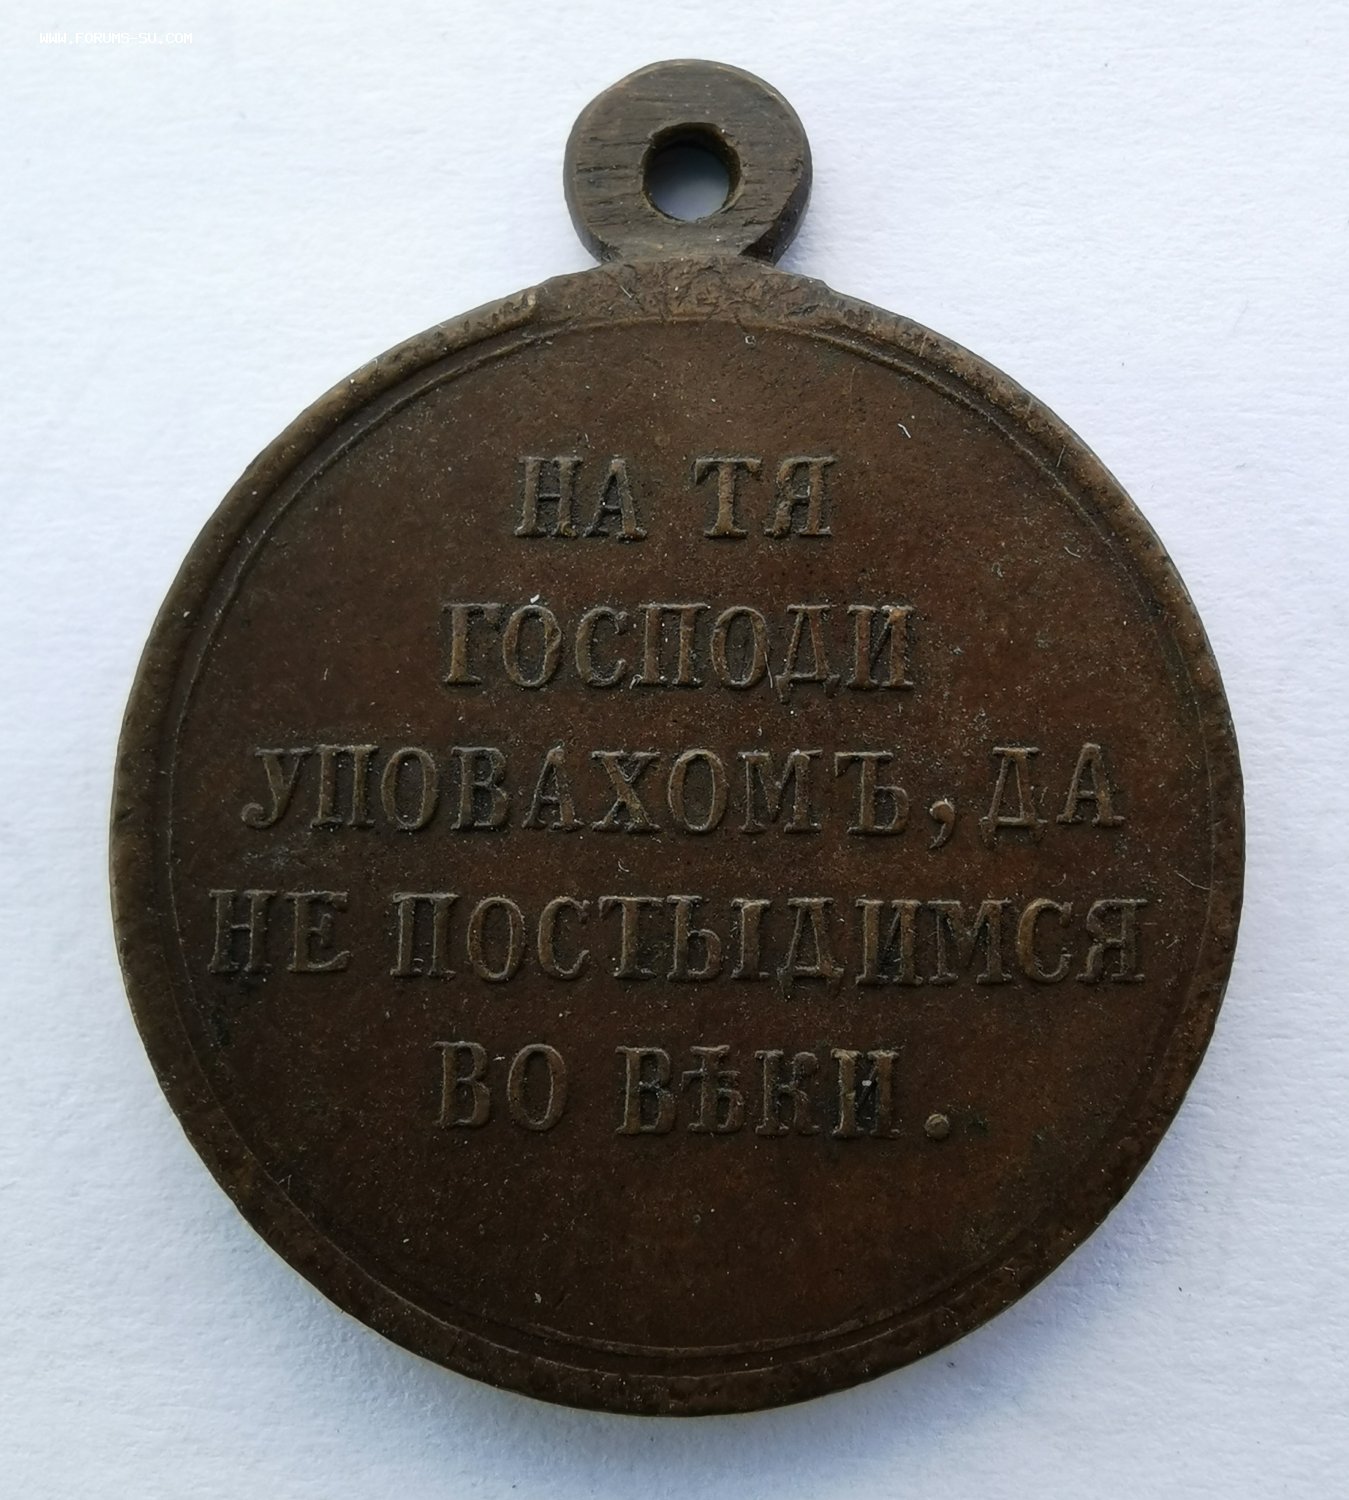 WWW.FORUMS-SU.COM
НА ТЯ
ГОСПОДИ
УПОВАХОМЪ, ДА
НЕ ПОСТЫДИМСЯ
ВО ВѢКИ.